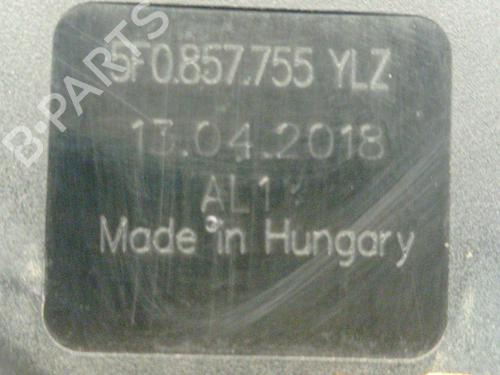 5F0.857.755 YLZ
13.04.2018
AL1
Made in Hungary
B-PARTS